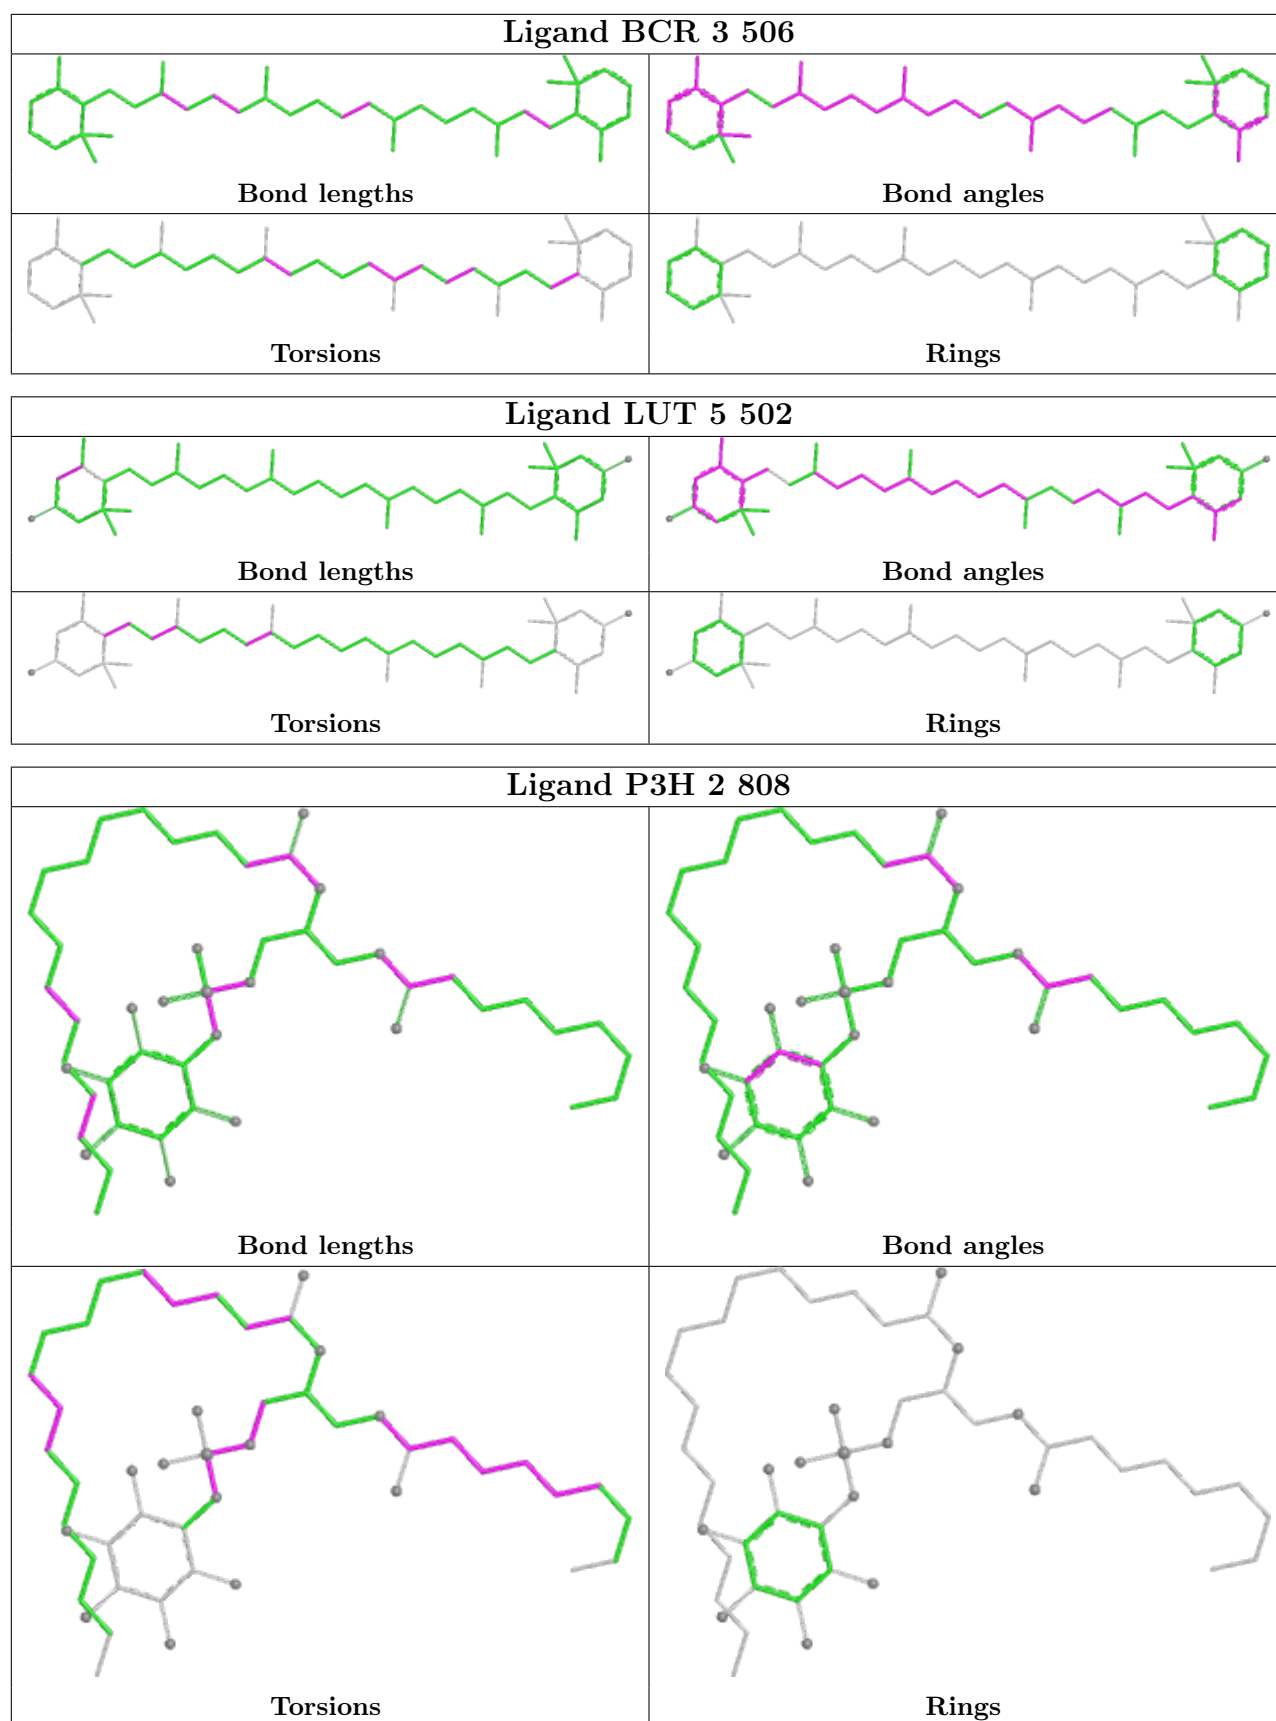 Ligand BCR 3 506
Bond lengths
Bond angles
Torsions
Rings
Ligand LUT 5 502
Bond lengths
Bond angles
Torsions
Rings
Ligand P3H 2 808
Bond lengths
Bond angles
Torsions
Rings